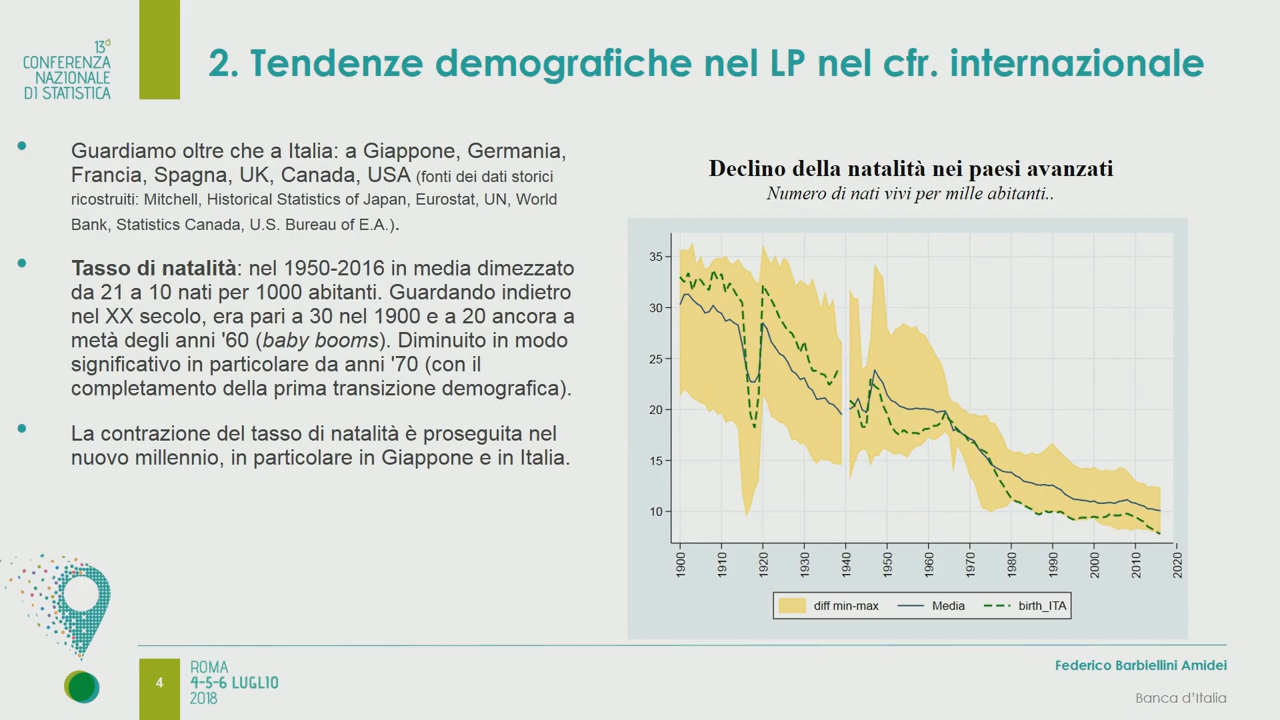 13ª
CONFERENZA
NAZIONALE
DI STATISTICA
2. Tendenze demografiche nel LP nel cfr. internazionale
Guardiamo oltre che a Italia: a Giappone, Germania,
Francia, Spagna, UK, Canada, USA (fonti dei dati storici
ricostruiti: Mitchell, Historical Statistics of Japan, Eurostat, UN, World
Bank, Statistics Canada, U.S. Bureau of E.A.).
Tasso di natalità: nel 1950-2016 in media dimezzato
da 21 a 10 nati per 1000 abitanti. Guardando indietro
nel XX secolo, era pari a 30 nel 1900 e a 20 ancora a
metà degli anni '60 (baby booms). Diminuito in modo
significativo in particolare da anni '70 (con il
completamento della prima transizione demografica).
La contrazione del tasso di natalità è proseguita nel
nuovo millennio, in particolare in Giappone e in Italia.
Declino della natalità nei paesi avanzati
Numero di nati vivi per mille abitanti..
35
30
25
20
15
10
1900 1910 1920 1930 1940 1950 1960 1970 1980 1990 2000 2010 2020
diff min-max Media birth_ITA
4
ROMA
4-5-6 LUGLIO
2018
Federico Barbiellini Amidei
Banca d'Italia